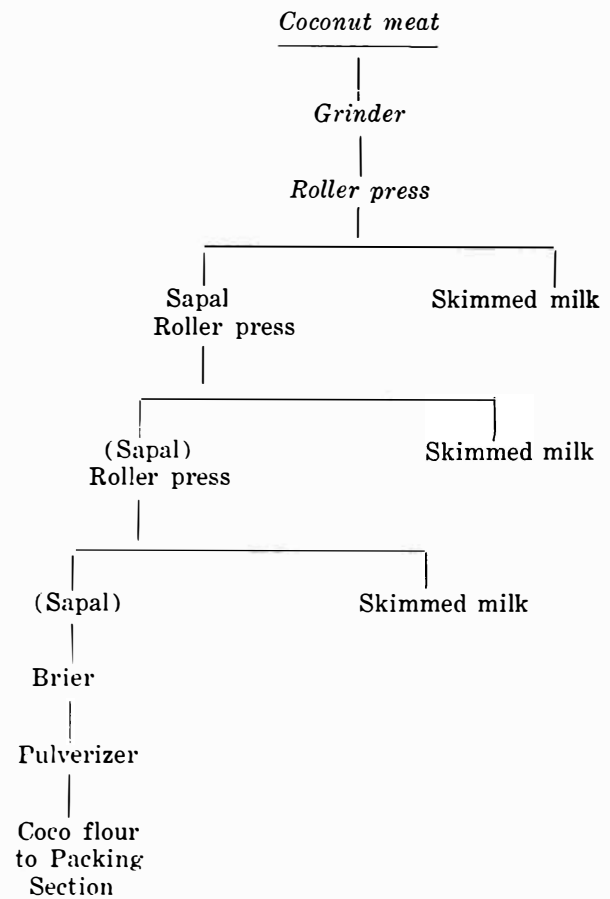 Coconut meat
Grinder
Roller press
Sapal Skimmed milk
Roller press
(Sapal) Skimmed milk
Roller press
(Sapal) Skimmed milk
Brier
Pulverizer
Coco flour
to Packing
Section